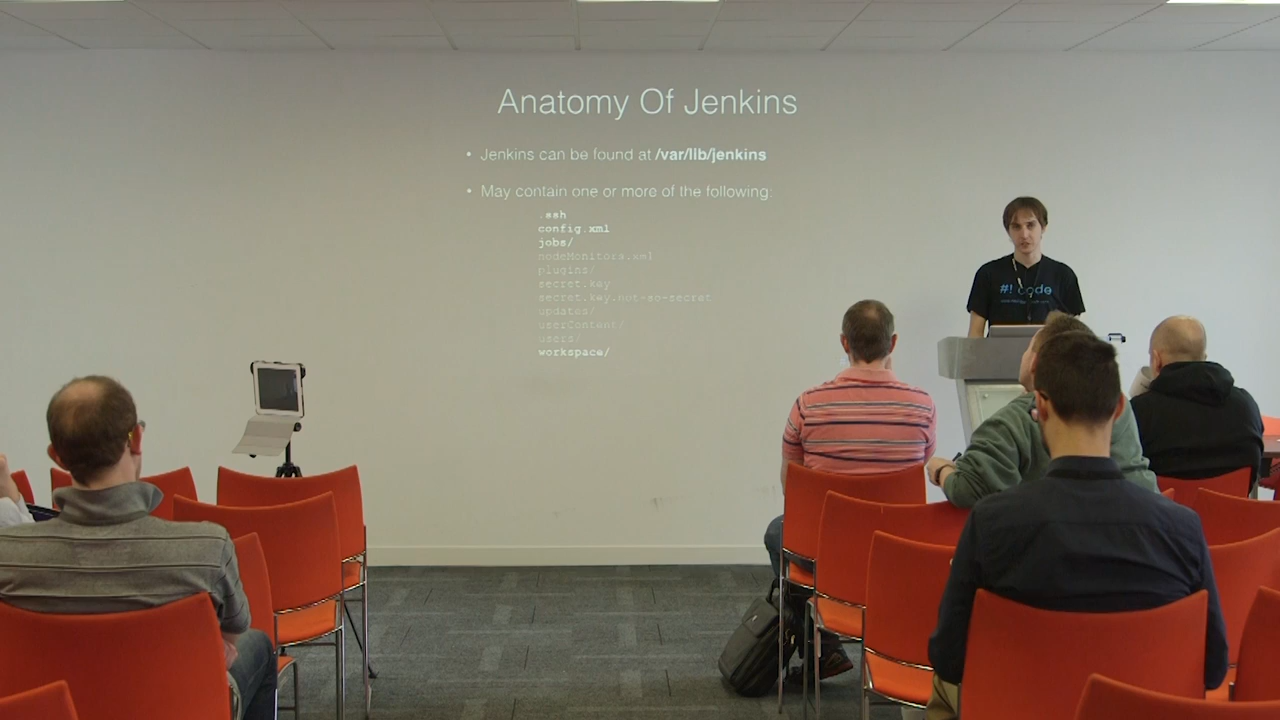 Anatomy Of Jenkins
• Jenkins can be found at /var/lib/jenkins
• May contain one or more of the following:
.ssh
config.xml
jobs/
nodeMonitors.xml
plugins/
secret.key
secret.key.not-so-secret
updates/
userContent/
users/
workspace/
#! code